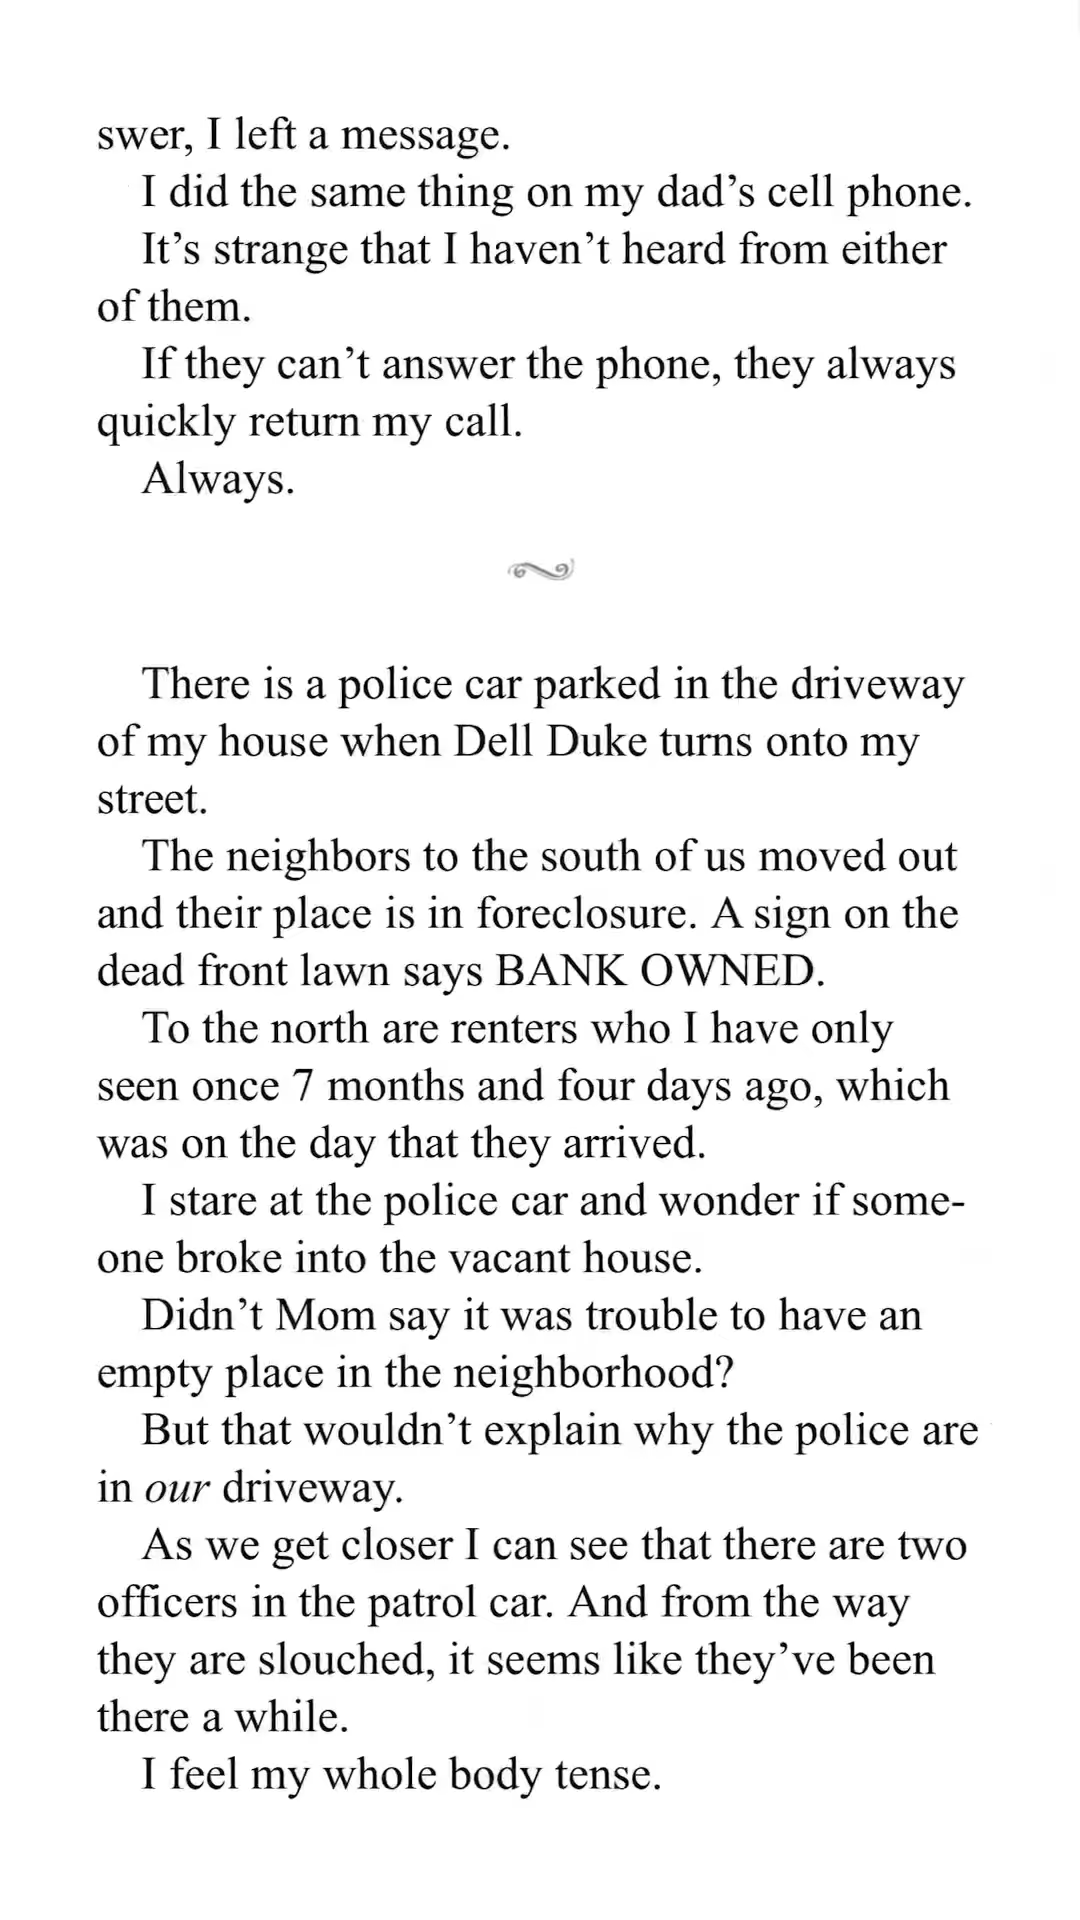 swer, I left a message.
I did the same thing on my dad’s cell phone.
It’s strange that I haven’t heard from either
of them.
If they can’t answer the phone, they always
quickly return my call.
Always.
There is a police car parked in the driveway
of my house when Dell Duke turns onto my
street.
The neighbors to the south of us moved out
and their place is in foreclosure. A sign on the
dead front lawn says BANK OWNED.
To the north are renters who I have only
seen once 7 months and four days ago, which
was on the day that they arrived.
I stare at the police car and wonder if some-
one broke into the vacant house.
Didn’t Mom say it was trouble to have an
empty place in the neighborhood?
But that wouldn’t explain why the police are
in our driveway.
As we get closer I can see that there are two
officers in the patrol car. And from the way
they are slouched, it seems like they’ve been
there a while.
I feel my whole body tense.